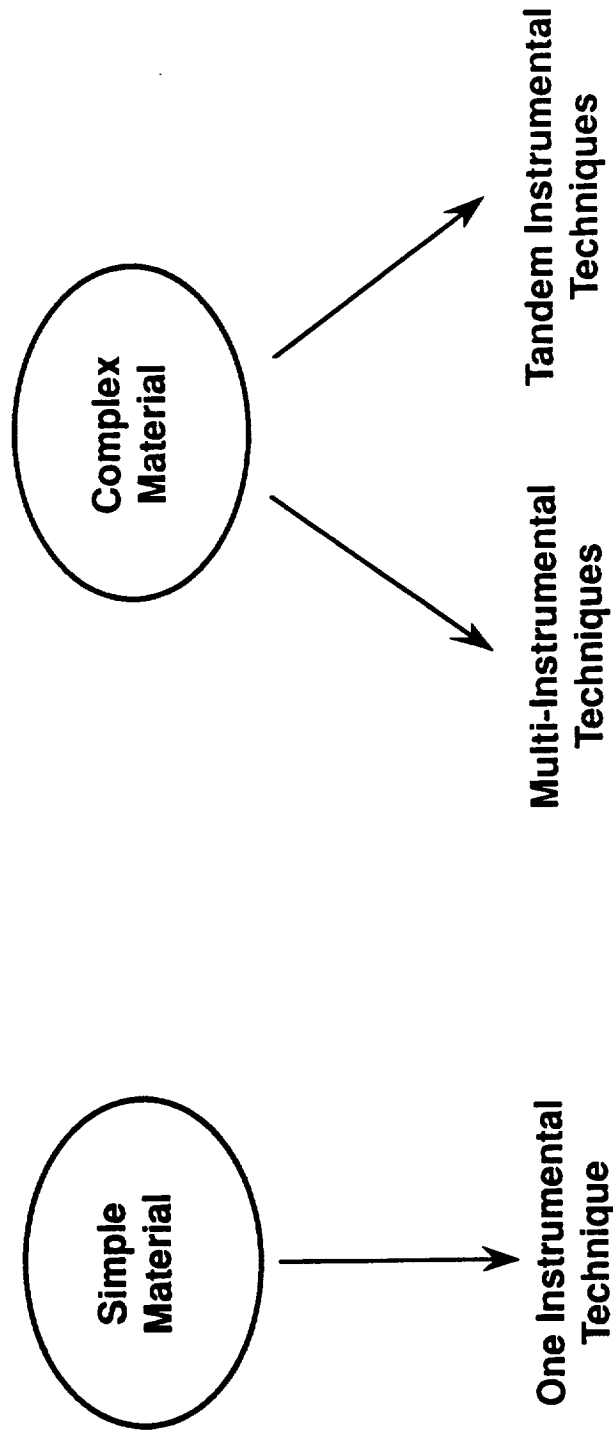 Simple
Material
One Instrumental
Technique
Complex
Material
Multi-Instrumental
Techniques
Tandem Instrumental
Techniques